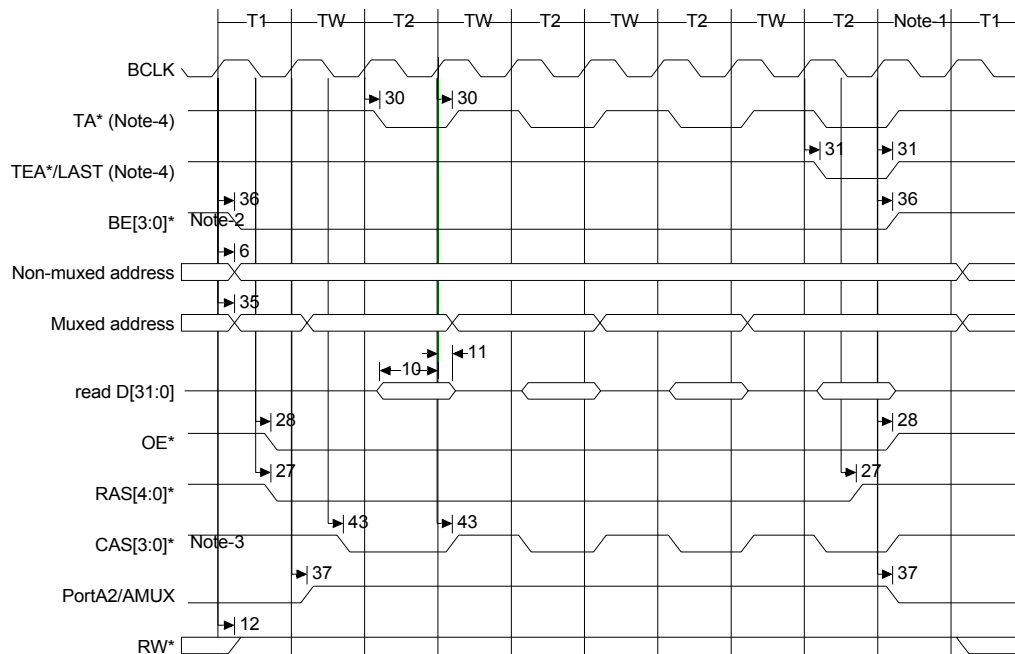 T1 TW T2 TW T2 TW T2 TW T2 Note-1 T1
BCLK
30 30
TA* (Note-4)
31 31
TEA*/LAST (Note-4)
36 36
BE[3:0]* Note-2
6
Non-muxed address
35
Muxed address
11
10
read D[31:0]
28 28
OE*
27 27
RAS[4:0]*
43 43
CAS[3:0]* Note-3
37 37
PortA2/AMUX
12
RW*